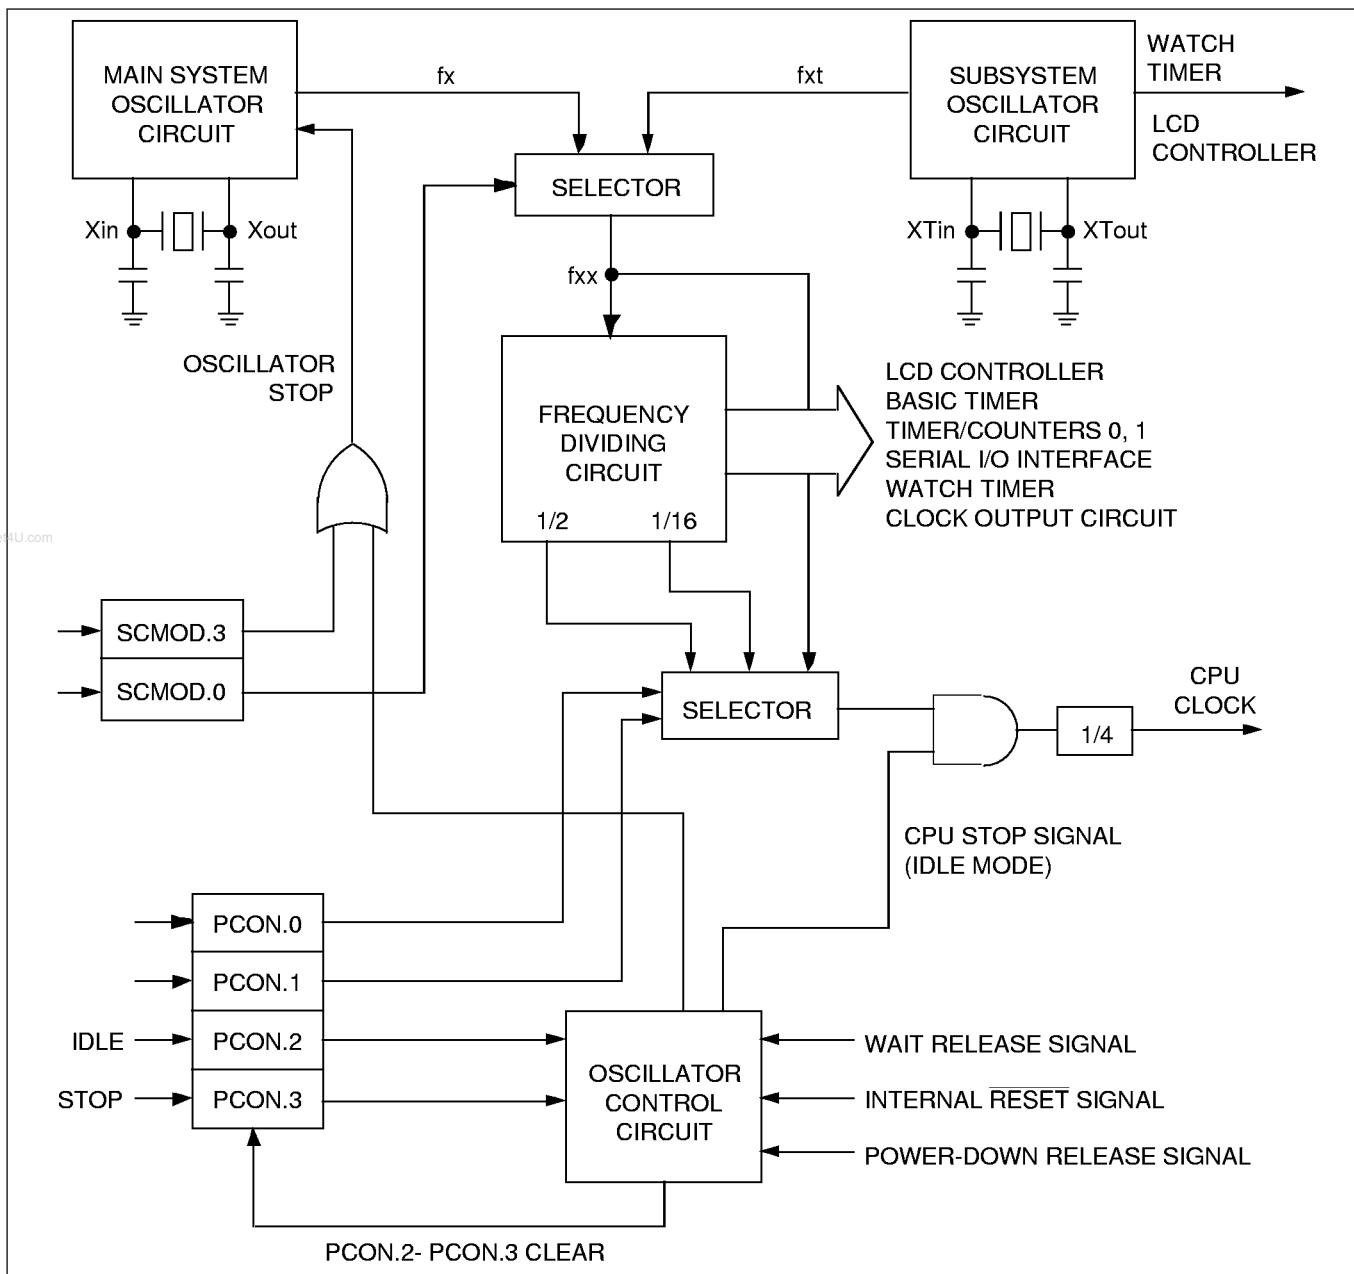 MAIN SYSTEM
OSCILLATOR
CIRCUIT
fx
fxt
SUBSYSTEM
OSCILLATOR
CIRCUIT
WATCH
TIMER
LCD
CONTROLLER
SELECTOR
Xin
Xout
XTin
XTout
fxx
OSCILLATOR
STOP
FREQUENCY
DIVIDING
CIRCUIT
1/2
1/16
LCD CONTROLLER
BASIC TIMER
TIMER/COUNTERS 0, 1
SERIAL I/O INTERFACE
WATCH TIMER
CLOCK OUTPUT CIRCUIT
et4U.com
SCMOD.3
SCMOD.0
SELECTOR
1/4
CPU
CLOCK
CPU STOP SIGNAL
(IDLE MODE)
PCON.0
PCON.1
IDLE
PCON.2
STOP
PCON.3
OSCILLATOR
CONTROL
CIRCUIT
WAIT RELEASE SIGNAL
INTERNAL RESET SIGNAL
POWER-DOWN RELEASE SIGNAL
PCON.2- PCON.3 CLEAR